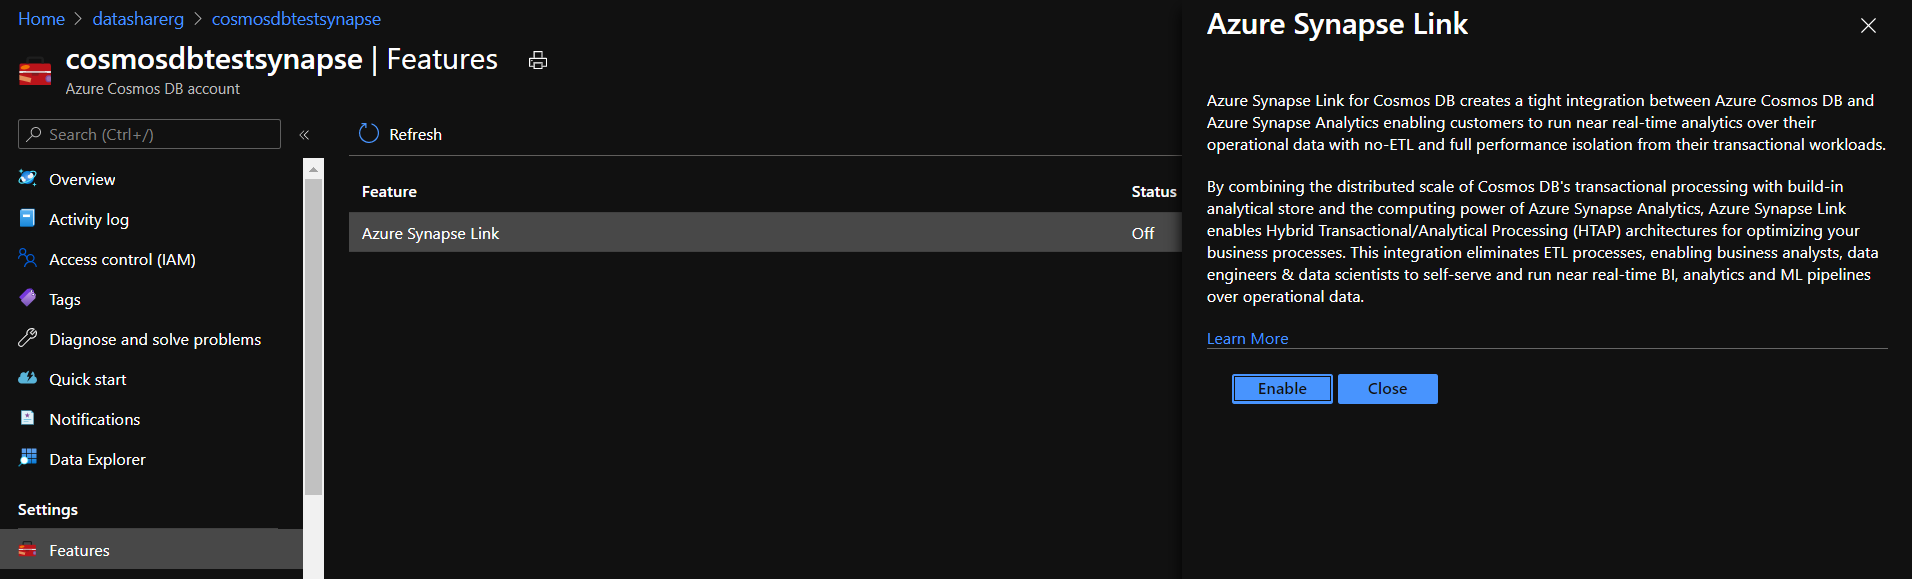 Home > datasharerg > cosmosdbtestsynapse
cosmosdbtestsynapse | Features
Azure Cosmos DB account
Search (Ctrl+/)
«
Overview
Activity log
Access control (IAM)
Tags
Diagnose and solve problems
Quick start
Notifications
Data Explorer
Settings
Features
Refresh
Feature Status
Azure Synapse Link Off
Azure Synapse Link
Azure Synapse Link for Cosmos DB creates a tight integration between Azure Cosmos DB and
Azure Synapse Analytics enabling customers to run near real-time analytics over their
operational data with no-ETL and full performance isolation from their transactional workloads.
By combining the distributed scale of Cosmos DB's transactional processing with build-in
analytical store and the computing power of Azure Synapse Analytics, Azure Synapse Link
enables Hybrid Transactional/Analytical Processing (HTAP) architectures for optimizing your
business processes. This integration eliminates ETL processes, enabling business analysts, data
engineers & data scientists to self-serve and run near real-time BI, analytics and ML pipelines
over operational data.
Learn More
Enable Close